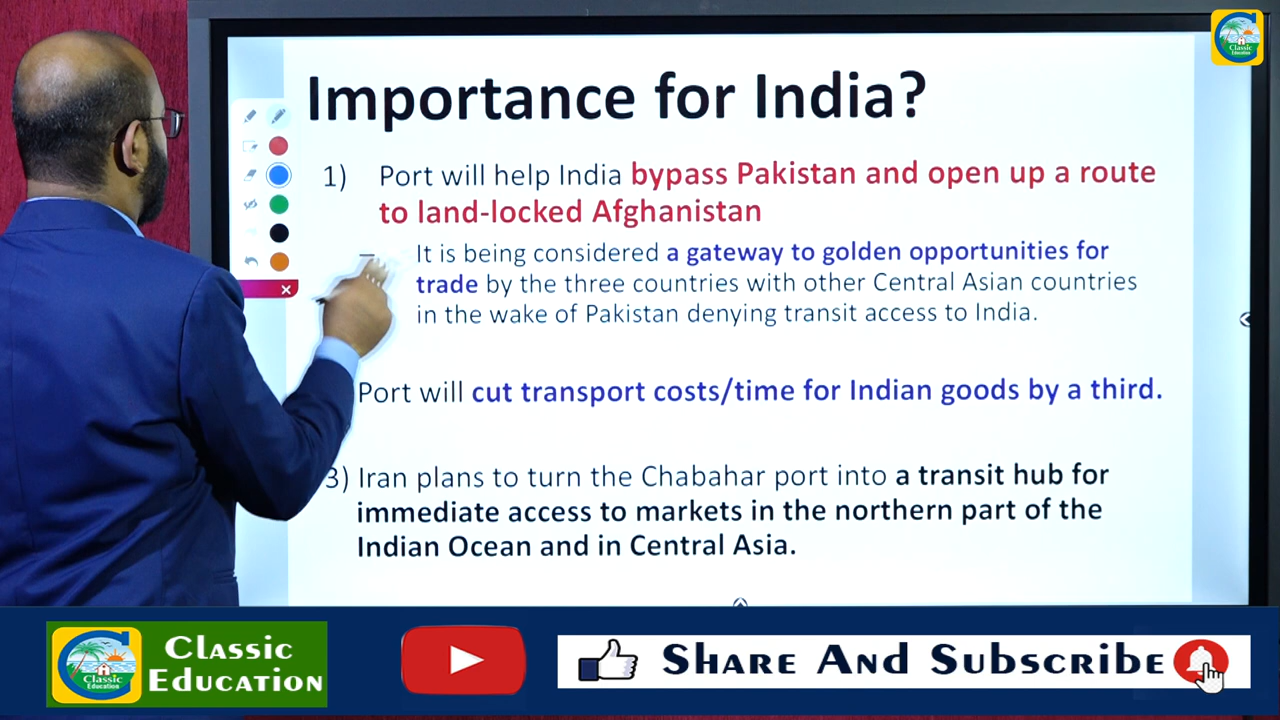 Classic
Education
Importance for India?
1) Port will help India bypass Pakistan and open up a route
to land-locked Afghanistan
– It is being considered a gateway to golden opportunities for
trade by the three countries with other Central Asian countries
in the wake of Pakistan denying transit access to India.
Port will cut transport costs/time for Indian goods by a third.
3) Iran plans to turn the Chabahar port into a transit hub for
immediate access to markets in the northern part of the
Indian Ocean and in Central Asia.
Classic
Education
Classic
Education
Share And Subscribe